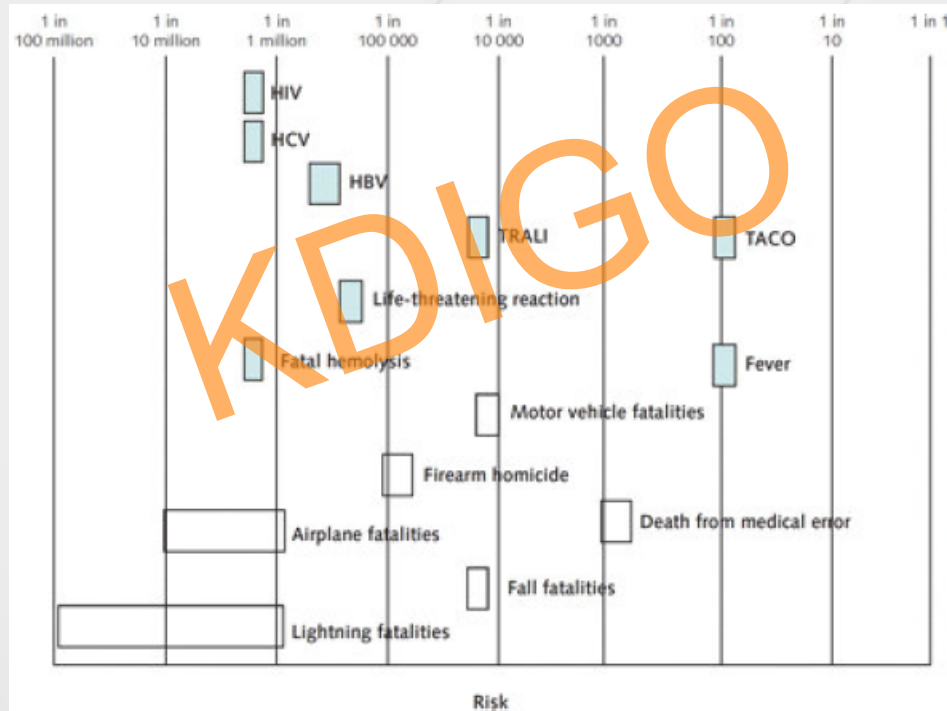 1 in 100 million
1 in 10 million
1 in 1 million
1 in 100 000
1 in 10 000
1 in 1000
1 in 100
1 in 10
1 in 1
HIV
HCV
HBV
TRALI
TACO
Life-threatening reaction
Fatal hemolysis
Fever
Motor vehicle fatalities
Firearm homicide
Death from medical error
Airplane fatalities
Fall fatalities
Lightning fatalities
Risk
KDIGO